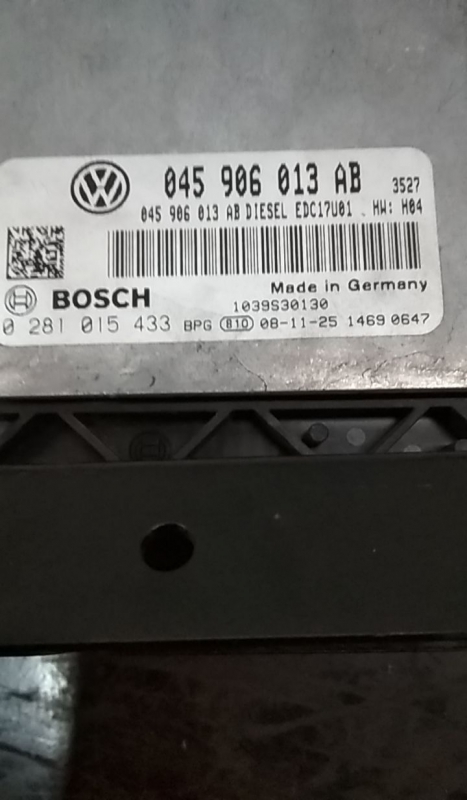 045 906 013 AB 3527
045 906 013 AB DIESEL EDC17U01 . HW: H04
Made in Germany
BOSCH 1039S30130
0 281 015 433 BPG 810 08-11-25 1469 0647